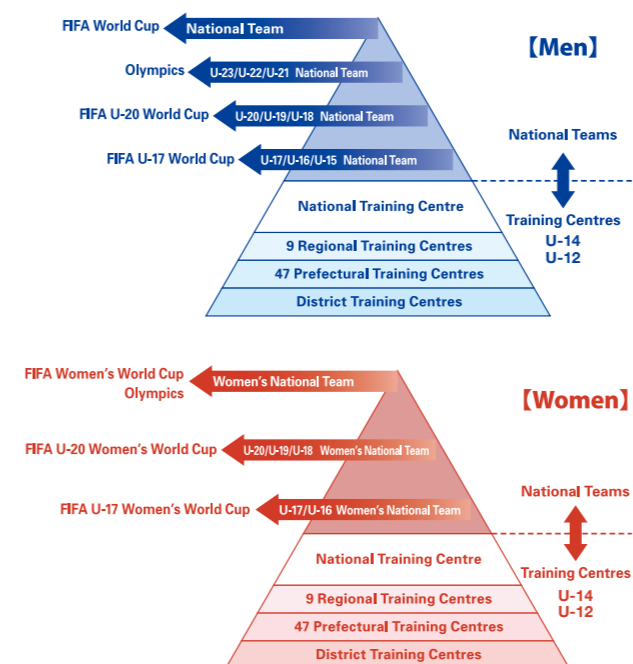 FIFA World Cup
National Team
【Men】
Olympics
U-23/U-22/U-21 National Team
FIFA U-20 World Cup
U-20/U-19/U-18 National Team
National Teams
FIFA U-17 World Cup
U-17/U-16/U-15 National Team
National Training Centre
Training Centres
U-14
U-12
9 Regional Training Centres
47 Prefectural Training Centres
District Training Centres
FIFA Women's World Cup
Olympics
Women's National Team
【Women】
FIFA U-20 Women's World Cup
U-20/U-19/U-18 Women's National Team
National Teams
FIFA U-17 Women's World Cup
U-17/U-16 Women's National Team
National Training Centre
Training Centres
U-14
U-12
9 Regional Training Centres
47 Prefectural Training Centres
District Training Centres